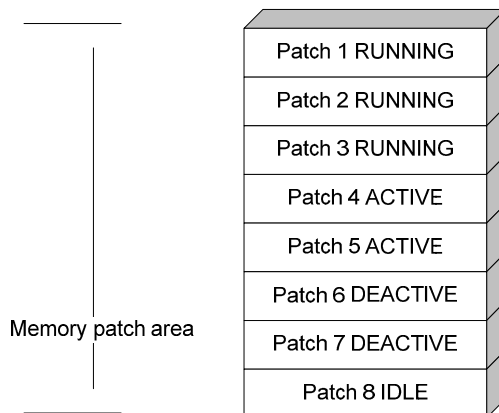 Patch 1 RUNNING
Patch 2 RUNNING
Patch 3 RUNNING
Patch 4 ACTIVE
Patch 5 ACTIVE
Patch 6 DEACTIVE
Memory patch area
Patch 7 DEACTIVE
Patch 8 IDLE